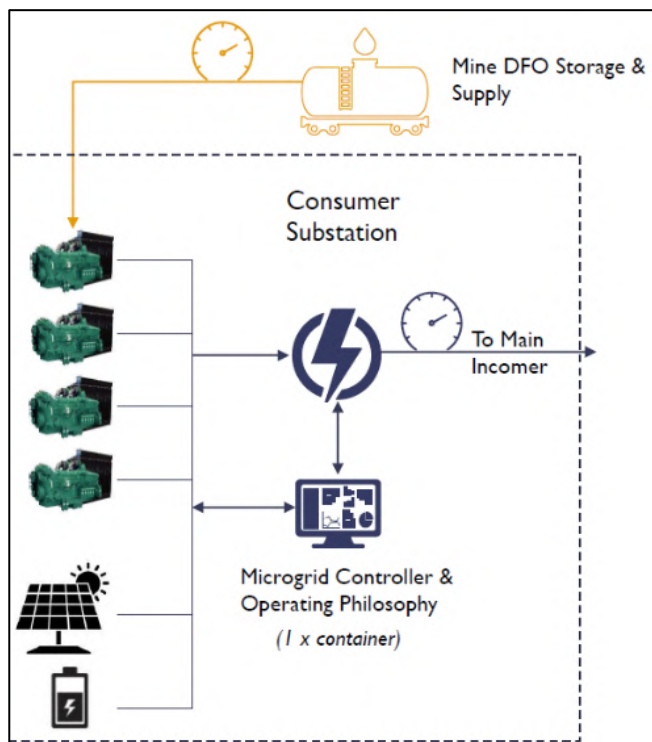 Mine DFO Storage &
Supply
Consumer
Substation
To Main
Incomer
Microgrid Controller &
Operating Philosophy
(1 x container)